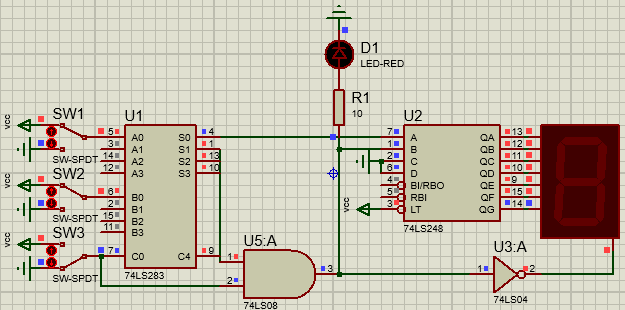 D1
LED-RED
R1
10
SW1
SW-SPDT
VCC
SW2
SW-SPDT
VCC
SW3
SW-SPDT
VCC
U1
5 A0 S0 4
3 A1 S1 1
14 A2 S2 13
12 A3 S3 10
6 B0
2 B1
15 B2
11 B3
7 C0 C4 9
74LS283
U2
7 A QA 13
1 B QB 12
2 C QC 11
6 D QD 10
4 BI/RBO QE 9
5 RBI QF 15
3 LT QG 14
74LS248
VCC
U5:A
1
2
3
74LS08
U3:A
1 2
74LS04